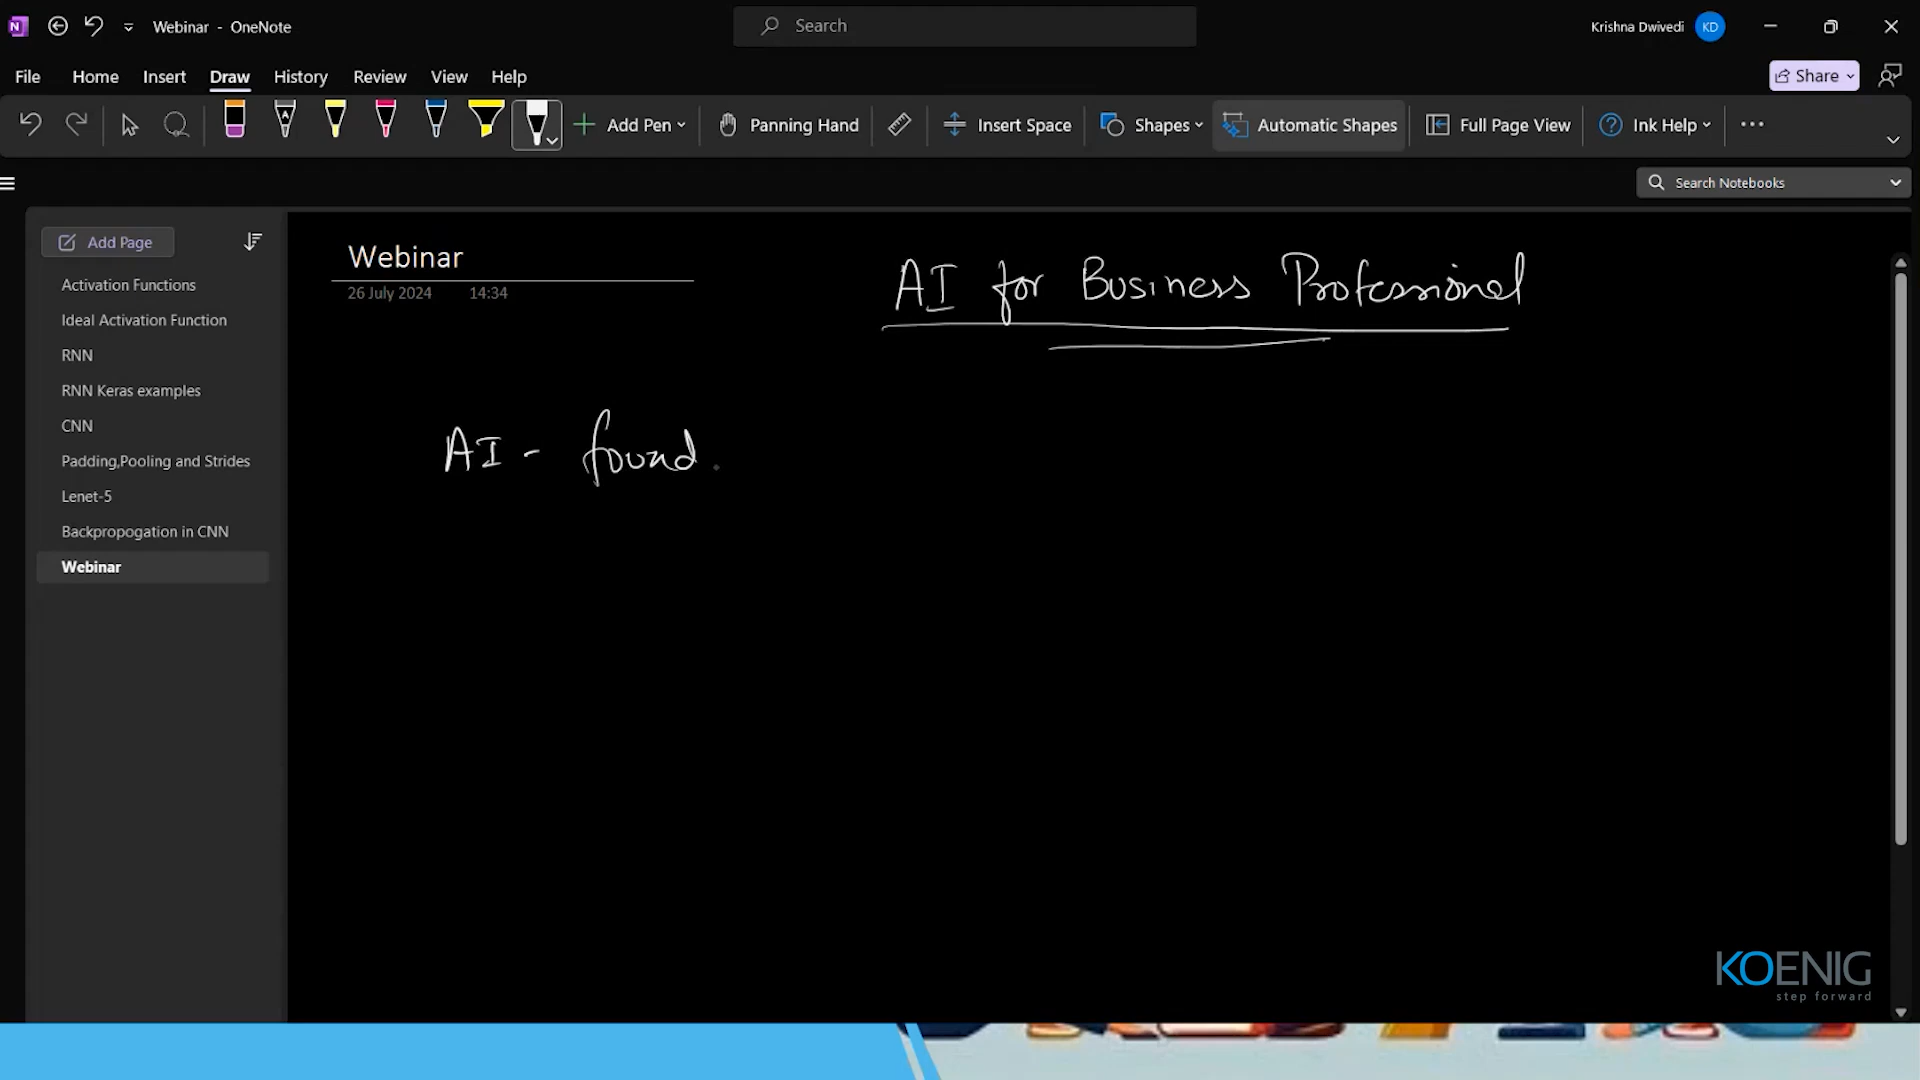 Webinar - OneNote
Search
Krishna Dwivedi KD
File Home Insert Draw History Review View Help
Share
Add Pen Panning Hand Insert Space Shapes Automatic Shapes Full Page View Ink Help
Search Notebooks
Add Page
Activation Functions
Ideal Activation Function
RNN
RNN Keras examples
CNN
Padding,Pooling and Strides
Lenet-5
Backpropogation in CNN
Webinar
Webinar
26 July 2024 14:34
AI for Business Professional
AI - found
KOENIG
step forward